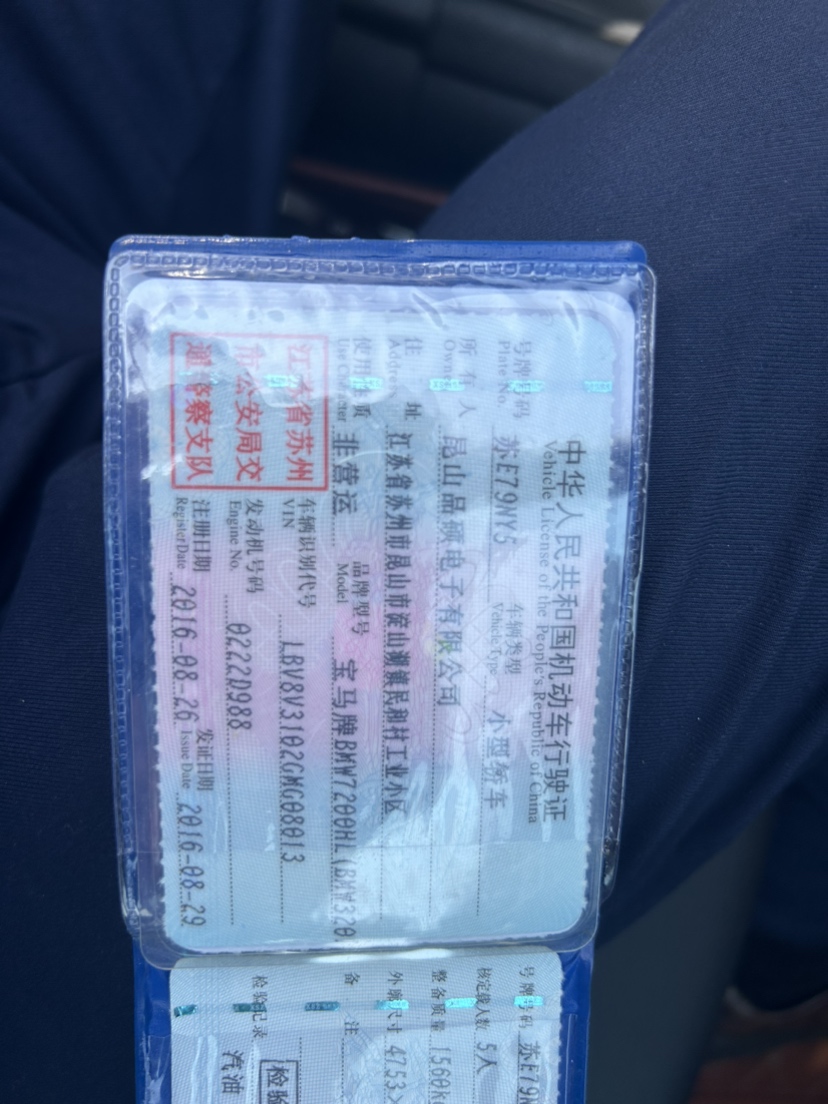 中华人民共和国机动车行驶证
Vehicle License of the People's Republic of China
号牌号码 苏E79NY5 车辆类型 小型轿车
Plate No. Vehicle Type
所有人 昆山品硕电子有限公司
Owner
住址 江苏省苏州市昆山市淀山湖镇民和村工业小区
Address
使用性质 非营运 品牌型号 宝马牌BMW7200HL(BMW320
Use Character Model
江苏省苏州
市公安局交
通警察支队
车辆识别代号 LBV8V3102GMG08013
VIN
发动机号码 0222D988
Engine No.
注册日期 2016-08-26 发证日期 2016-08-29
Register Date Issue Date
号牌号码 苏E79N
核定载人数 5人
整备质量 1560k
外廓尺寸 4753×
备注
检验记录
检验
汽油